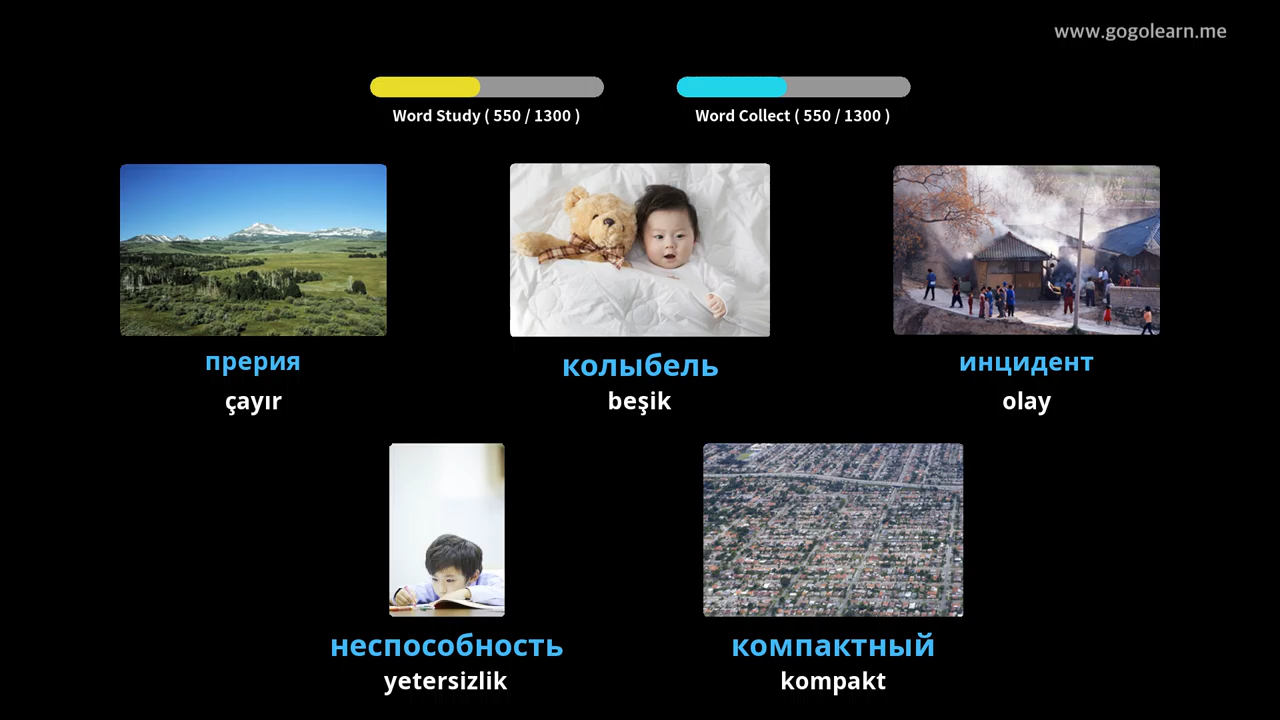 www.gogolearn.me
Word Study ( 550 / 1300 )
Word Collect ( 550 / 1300 )
прерия
çayır
колыбель
beşik
инцидент
olay
неспособность
yetersizlik
компактный
kompakt